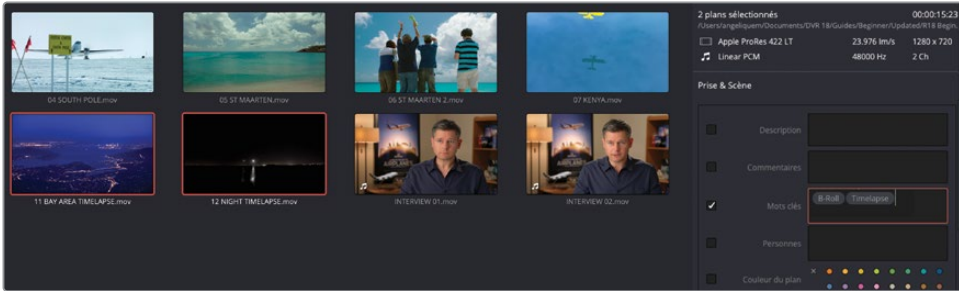 2 plans sélectionnés 00:00:15:23
/Users/angeliquem/Documents/DVR 18/Guides/Beginner/Updated/R18 Begin
Apple ProRes 422 LT 23.976 Im/s 1280 x 720
Linear PCM 48000 Hz 2 Ch
Prise & Scène
04 SOUTH POLE.mov
05 ST MAARTEN.mov
06 ST MAARTEN 2.mov
07 KENYA.mov
11 BAY AREA TIMELAPSE.mov
12 NIGHT TIMELAPSE.mov
INTERVIEW 01.mov
INTERVIEW 02.mov
Description
Commentaires
Mots clés B-Roll Timelapse
Personnes
Couleur du plan